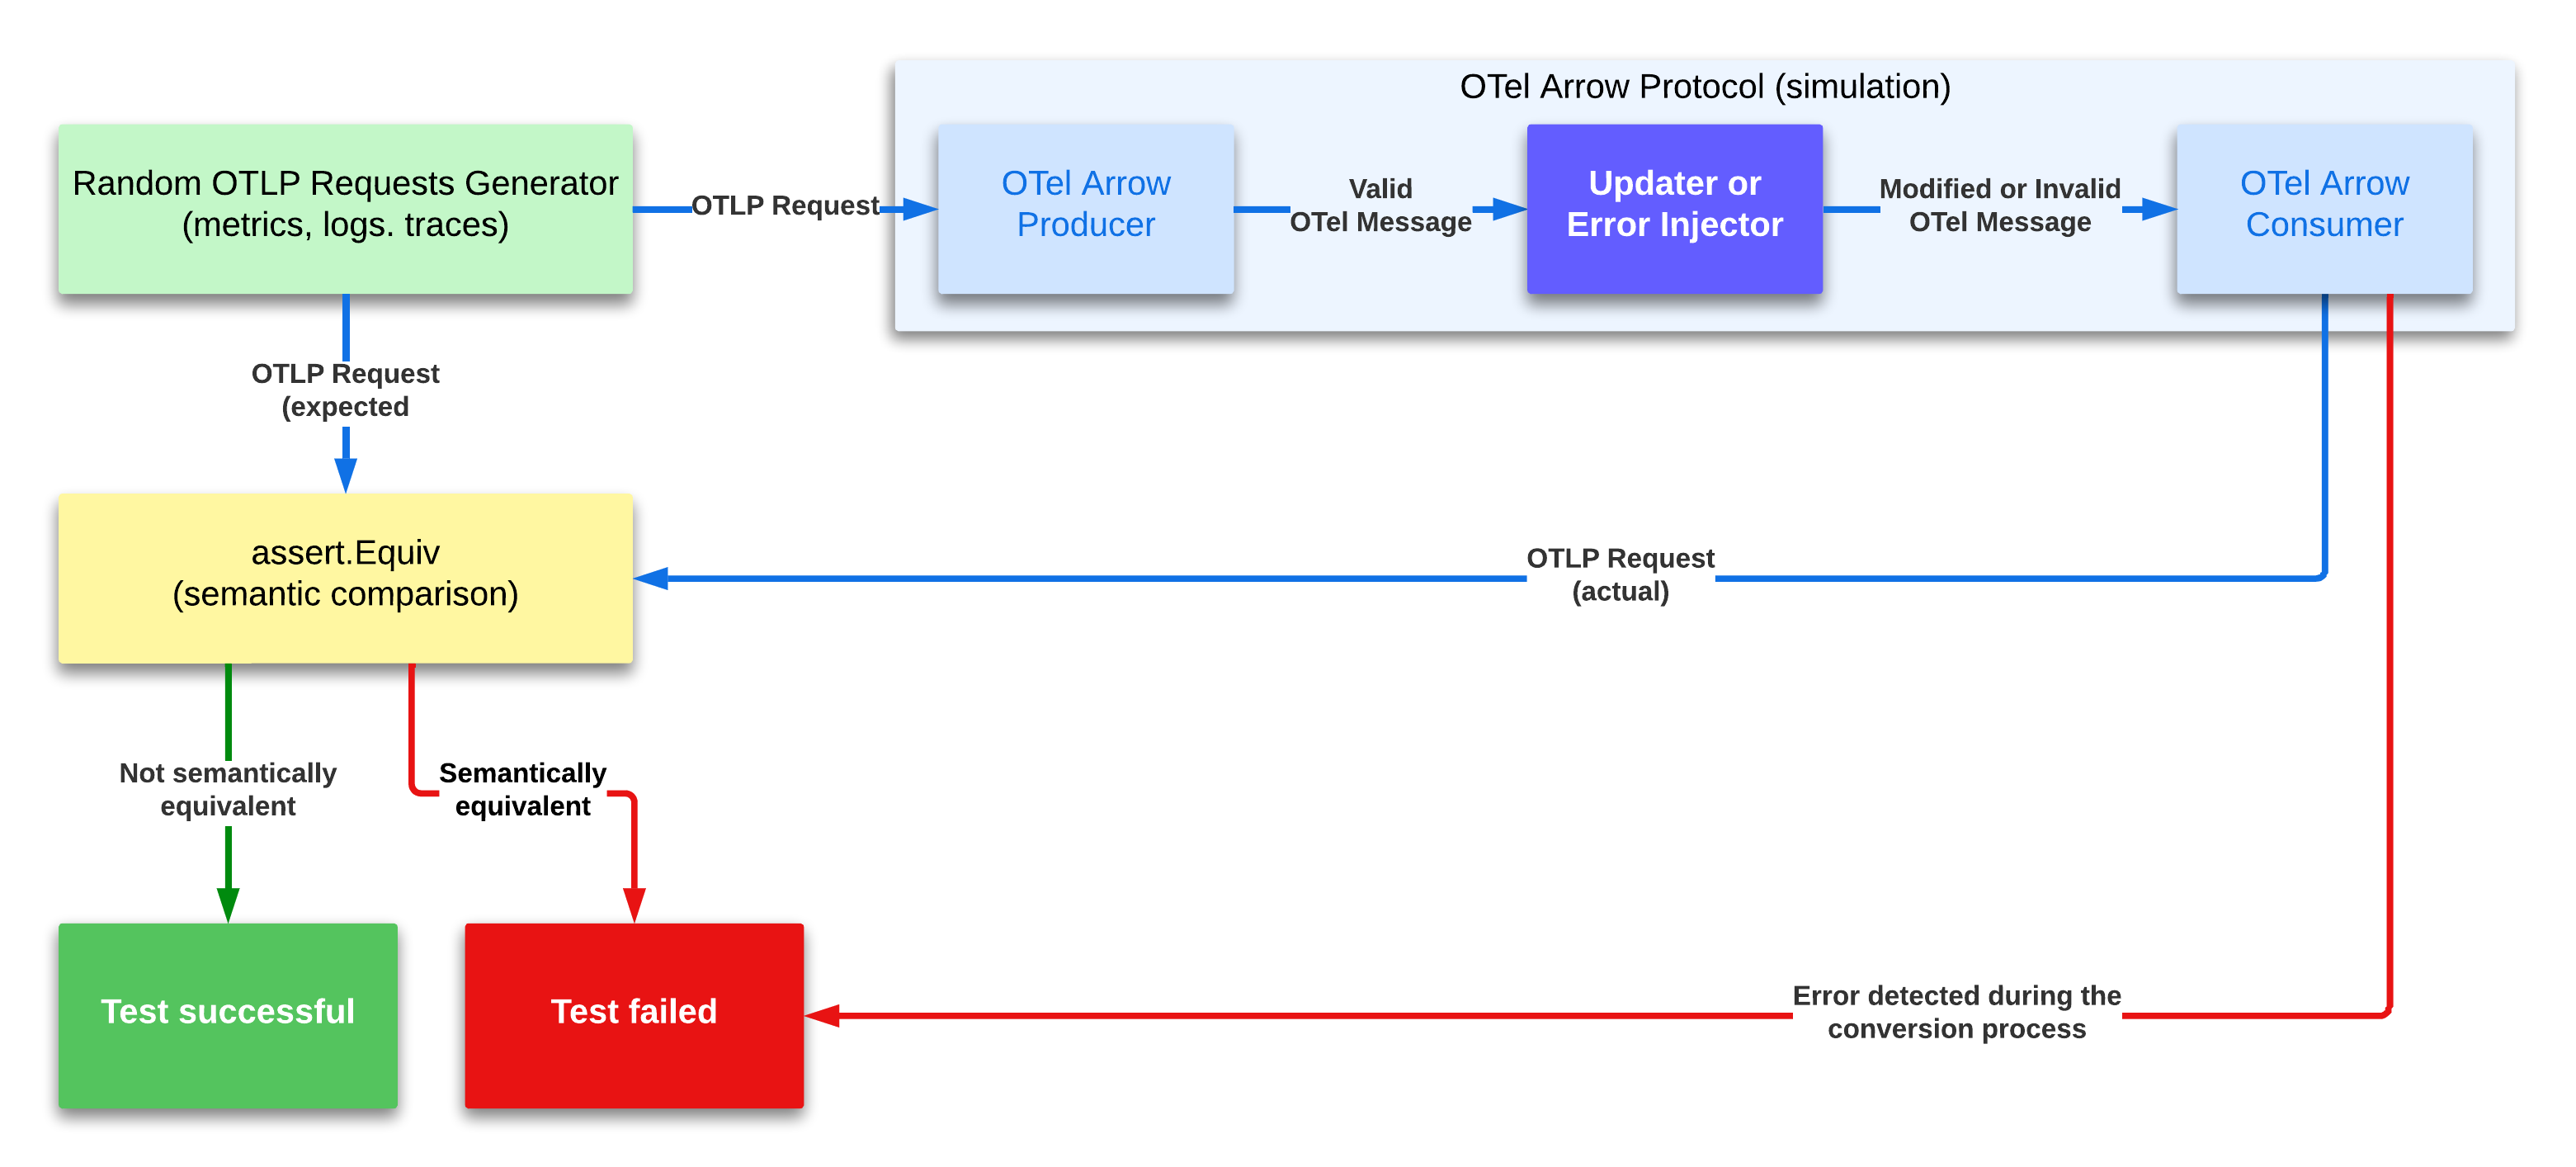 OTel Arrow Protocol (simulation)
Random OTLP Requests Generator
(metrics, logs. traces)
OTLP Request
OTel Arrow
Producer
Valid
OTel Message
Updater or
Error Injector
Modified or Invalid
OTel Message
OTel Arrow
Consumer
OTLP Request
(expected
assert.Equiv
(semantic comparison)
OTLP Request
(actual)
Not semantically
equivalent
Semantically
equivalent
Test successful
Test failed
Error detected during the
conversion process